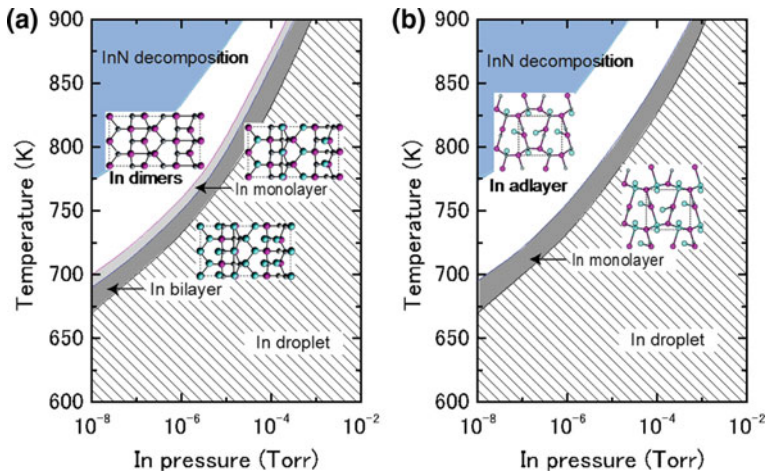 (a)
900
850
800
750
700
650
600
Temperature (K)
InN decomposition
In dimers
In monolayer
In bilayer
In droplet
10-8
10-6
10-4
10-2
In pressure (Torr)
(b)
900
850
800
750
700
650
600
Temperature (K)
InN decomposition
In adlayer
In monolayer
In droplet
10-8
10-6
10-4
10-2
In pressure (Torr)